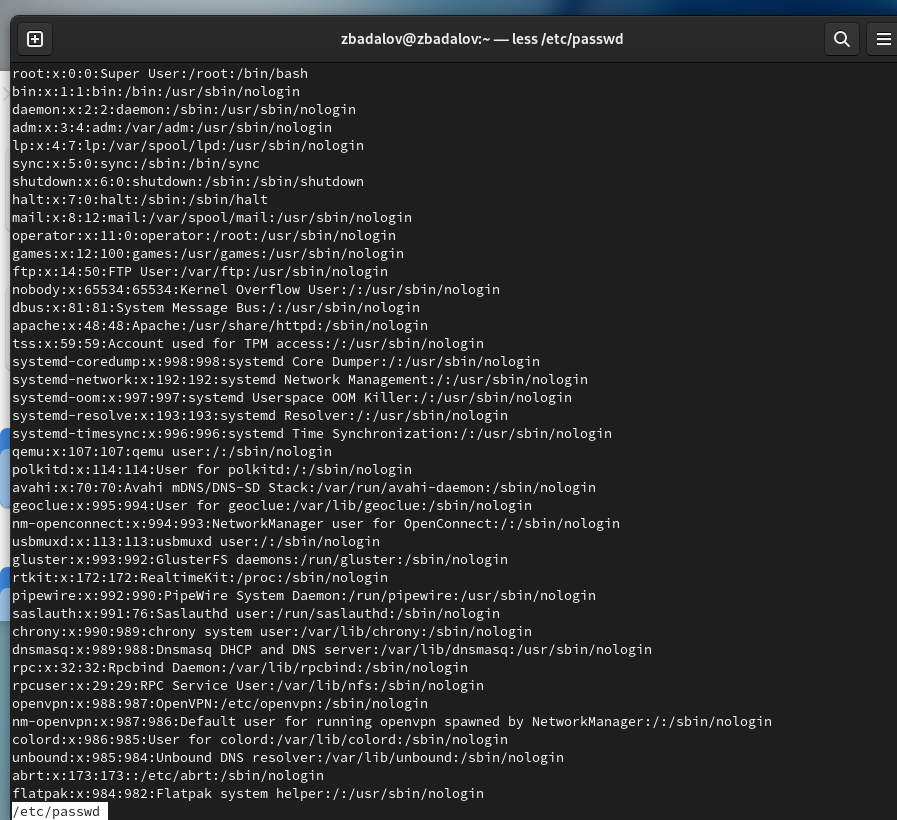 zbadalov@zbadalov:~ — less /etc/passwd
root:x:0:0:Super User:/root:/bin/bash
bin:x:1:1:bin:/bin:/usr/sbin/nologin
daemon:x:2:2:daemon:/sbin:/usr/sbin/nologin
adm:x:3:4:adm:/var/adm:/usr/sbin/nologin
lp:x:4:7:lp:/var/spool/lpd:/usr/sbin/nologin
sync:x:5:0:sync:/sbin:/bin/sync
shutdown:x:6:0:shutdown:/sbin:/sbin/shutdown
halt:x:7:0:halt:/sbin:/sbin/halt
mail:x:8:12:mail:/var/spool/mail:/usr/sbin/nologin
operator:x:11:0:operator:/root:/usr/sbin/nologin
games:x:12:100:games:/usr/games:/usr/sbin/nologin
ftp:x:14:50:FTP User:/var/ftp:/usr/sbin/nologin
nobody:x:65534:65534:Kernel Overflow User:/:/usr/sbin/nologin
dbus:x:81:81:System Message Bus:/:/usr/sbin/nologin
apache:x:48:48:Apache:/usr/share/httpd:/sbin/nologin
tss:x:59:59:Account used for TPM access:/:/usr/sbin/nologin
systemd-coredump:x:998:998:systemd Core Dumper:/:/usr/sbin/nologin
systemd-network:x:192:192:systemd Network Management:/:/usr/sbin/nologin
systemd-oom:x:997:997:systemd Userspace OOM Killer:/:/usr/sbin/nologin
systemd-resolve:x:193:193:systemd Resolver:/:/usr/sbin/nologin
systemd-timesync:x:996:996:systemd Time Synchronization:/:/usr/sbin/nologin
qemu:x:107:107:qemu user:/:/sbin/nologin
polkitd:x:114:114:User for polkitd:/:/sbin/nologin
avahi:x:70:70:Avahi mDNS/DNS-SD Stack:/var/run/avahi-daemon:/sbin/nologin
geoclue:x:995:994:User for geoclue:/var/lib/geoclue:/sbin/nologin
nm-openconnect:x:994:993:NetworkManager user for OpenConnect:/:/sbin/nologin
usbmuxd:x:113:113:usbmuxd user:/:/sbin/nologin
gluster:x:993:992:GlusterFS daemons:/run/gluster:/sbin/nologin
rtkit:x:172:172:RealtimeKit:/proc:/sbin/nologin
pipewire:x:992:990:PipeWire System Daemon:/run/pipewire:/usr/sbin/nologin
saslauth:x:991:76:Saslauthd user:/run/saslauthd:/sbin/nologin
chrony:x:990:989:chrony system user:/var/lib/chrony:/sbin/nologin
dnsmasq:x:989:988:Dnsmasq DHCP and DNS server:/var/lib/dnsmasq:/usr/sbin/nologin
rpc:x:32:32:Rpcbind Daemon:/var/lib/rpcbind:/sbin/nologin
rpcuser:x:29:29:RPC Service User:/var/lib/nfs:/sbin/nologin
openvpn:x:988:987:OpenVPN:/etc/openvpn:/sbin/nologin
nm-openvpn:x:987:986:Default user for running openvpn spawned by NetworkManager:/:/sbin/nologin
colord:x:986:985:User for colord:/var/lib/colord:/sbin/nologin
unbound:x:985:984:Unbound DNS resolver:/var/lib/unbound:/sbin/nologin
abrt:x:173:173::/etc/abrt:/sbin/nologin
flatpak:x:984:982:Flatpak system helper:/:/usr/sbin/nologin
/etc/passwd